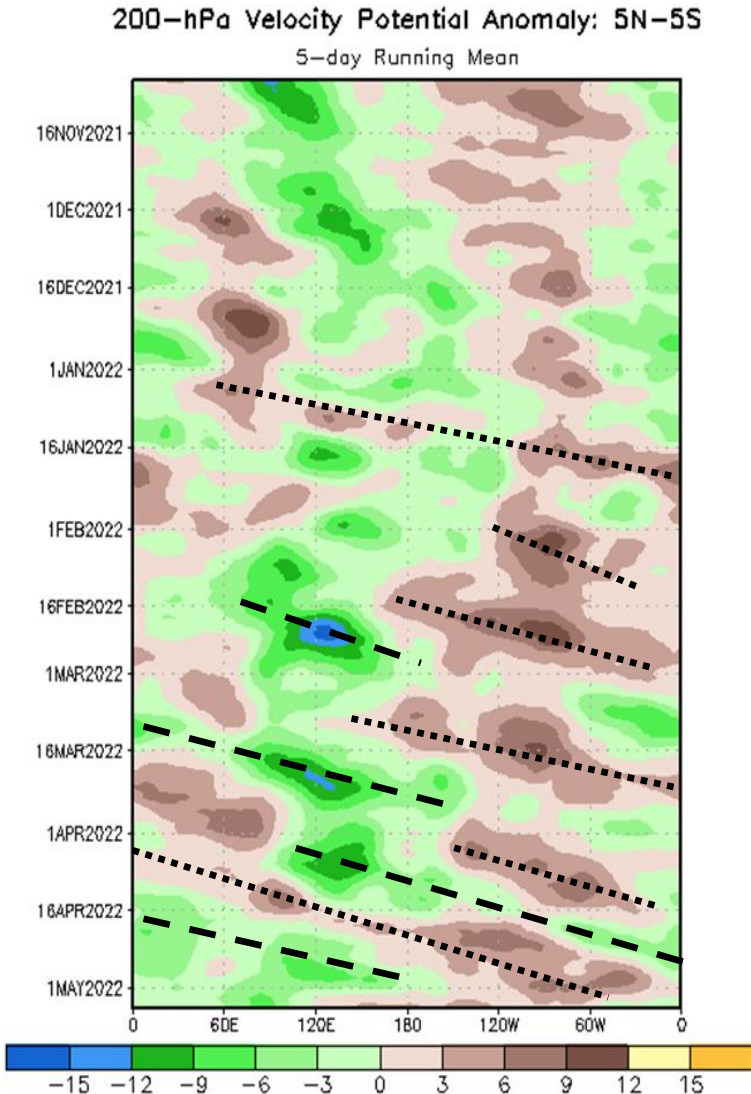 200-hPa Velocity Potential Anomaly: 5N-5S
5-day Running Mean
16NOV2021
1DEC2021
16DEC2021
1JAN2022
16JAN2022
1FEB2022
16FEB2022
1MAR2022
16MAR2022
1APR2022
16APR2022
1MAY2022
0 60E 120E 180 120W 60W 0
-15 -12 -9 -6 -3 0 3 6 9 12 15